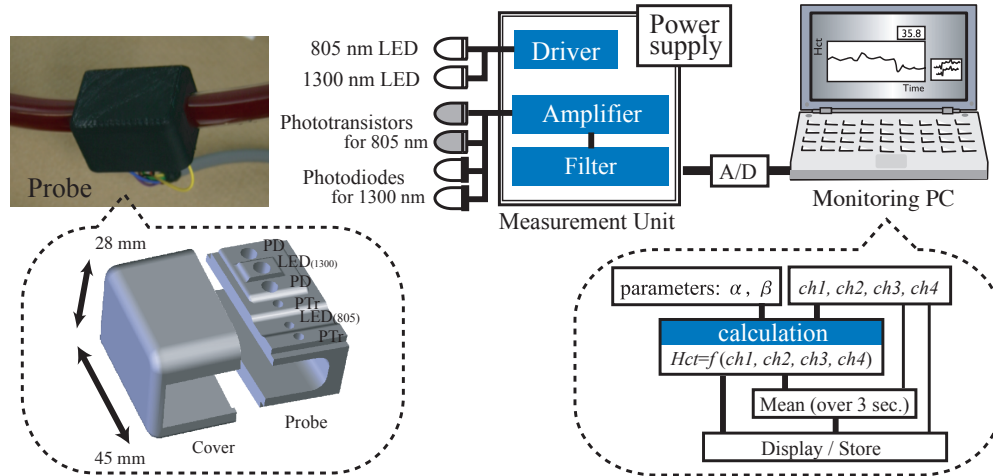 Probe
805 nm LED
1300 nm LED
Phototransistors
for 805 nm
Photodiodes
for 1300 nm
Driver
Power
supply
Amplifier
Filter
Measurement Unit
A/D
Hct
35.8
Time
Monitoring PC
28 mm
45 mm
PD
LED(1300)
PD
PTr
LED(805)
PTr
Cover
Probe
parameters: α , β
ch1, ch2, ch3, ch4
calculation
Hct=f (ch1, ch2, ch3, ch4)
Mean (over 3 sec.)
Display / Store